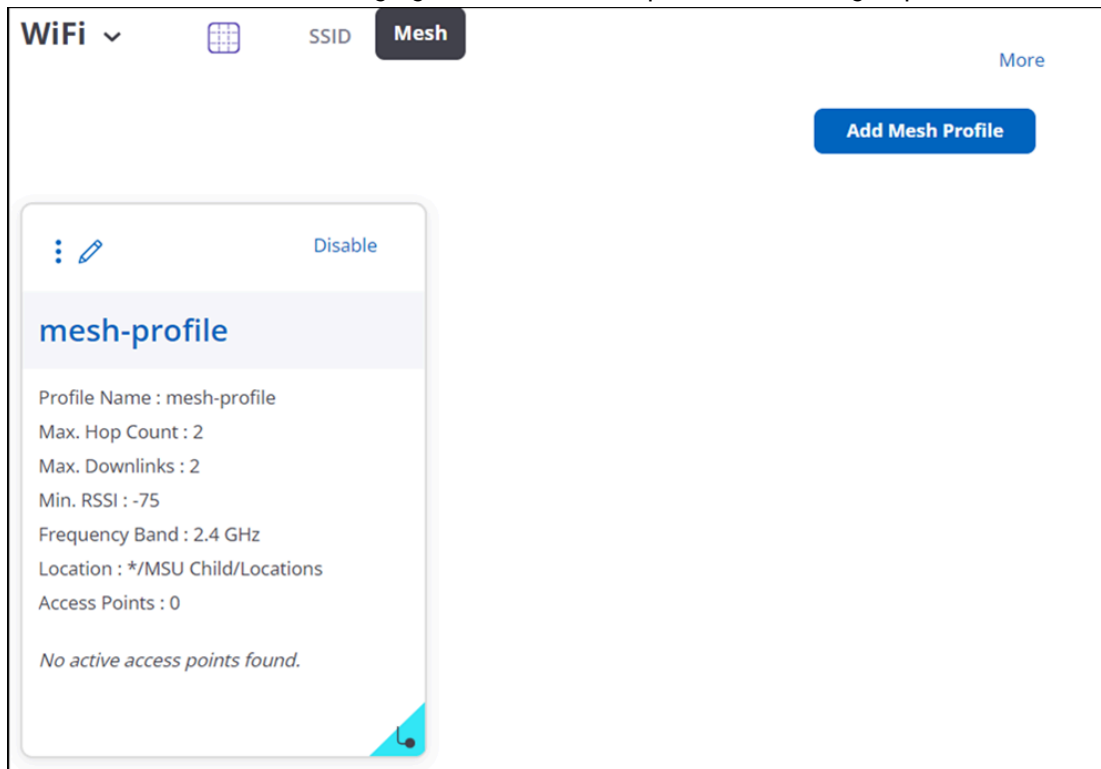 WiFi
SSID
Mesh
More
Add Mesh Profile
Disable
mesh-profile
Profile Name : mesh-profile
Max. Hop Count : 2
Max. Downlinks : 2
Min. RSSI : -75
Frequency Band : 2.4 GHz
Location : */MSU Child/Locations
Access Points : 0
No active access points found.